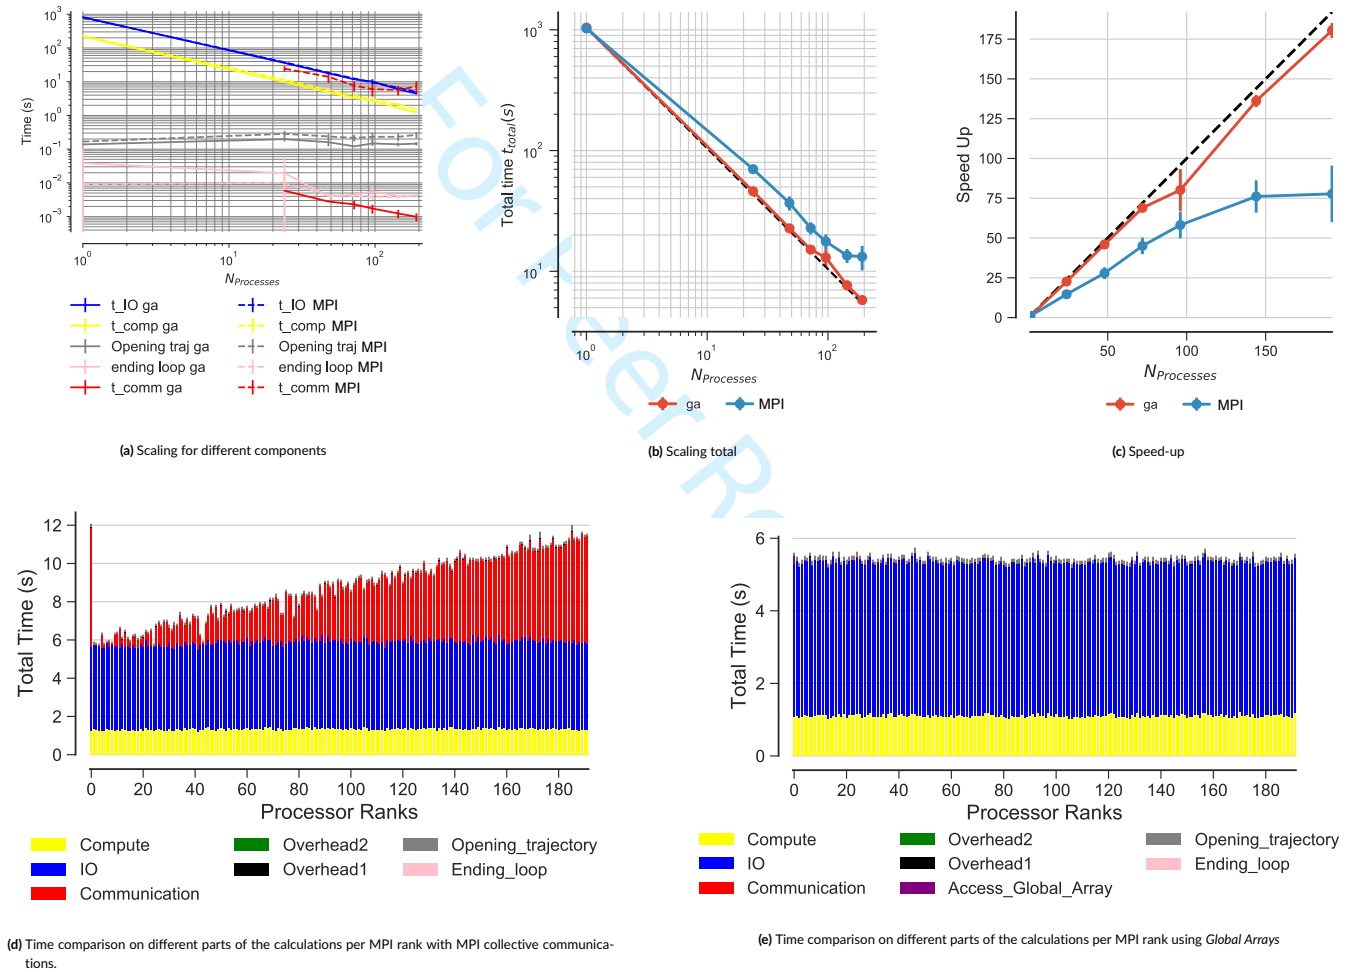 10³
10²
10¹
10⁰
10⁻¹
10⁻²
10⁻³
Time (s)
10⁰
10¹
10²
N_Processes
t_IO ga
t_IO MPI
t_comp ga
t_comp MPI
Opening traj ga
Opening traj MPI
ending loop ga
ending loop MPI
t_comm ga
t_comm MPI
(a) Scaling for different components
10³
10²
10¹
Total time t_total(s)
10⁰
10¹
10²
N_Processes
ga
MPI
(b) Scaling total
175
150
125
100
75
50
25
0
Speed Up
50
100
150
N_Processes
ga
MPI
(c) Speed-up
For Peer Re
12
10
8
6
4
2
0
Total Time (s)
0 20 40 60 80 100 120 140 160 180
Processor Ranks
Compute
Overhead2
Opening_trajectory
IO
Overhead1
Ending_loop
Communication
(d) Time comparison on different parts of the calculations per MPI rank with MPI collective communica-
tions.
6
4
2
0
Total Time (s)
0 20 40 60 80 100 120 140 160 180
Processor Ranks
Compute
Overhead2
Opening_trajectory
IO
Overhead1
Ending_loop
Communication
Access_Global_Array
(e) Time comparison on different parts of the calculations per MPI rank using Global Arrays